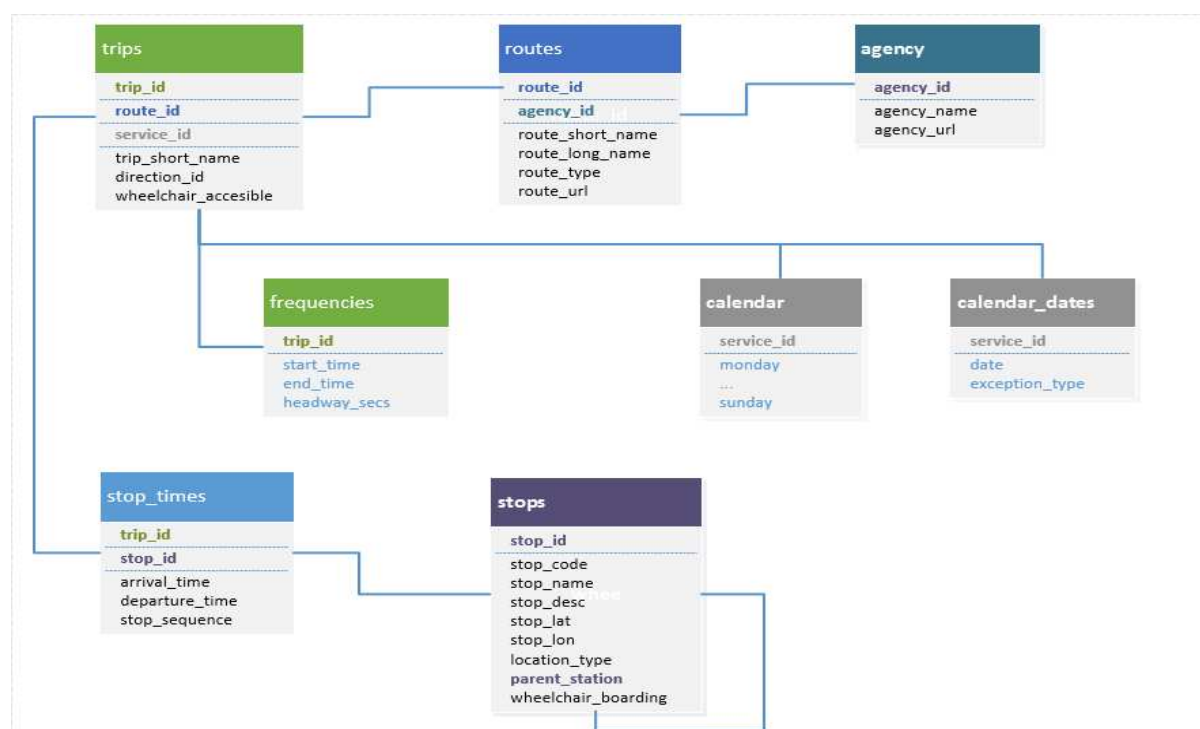 trips
trip_id
route_id
service_id
trip_short_name
direction_id
wheelchair_accesible
routes
route_id
agency_id
route_short_name
route_long_name
route_type
route_url
agency
agency_id
agency_name
agency_url
frequencies
trip_id
start_time
end_time
headway_secs
calendar
service_id
monday
...
sunday
calendar_dates
service_id
date
exception_type
stop_times
trip_id
stop_id
arrival_time
departure_time
stop_sequence
stops
stop_id
stop_code
stop_name
stop_desc
whee
stop_lat
stop_lon
location_type
parent_station
wheelchair_boarding